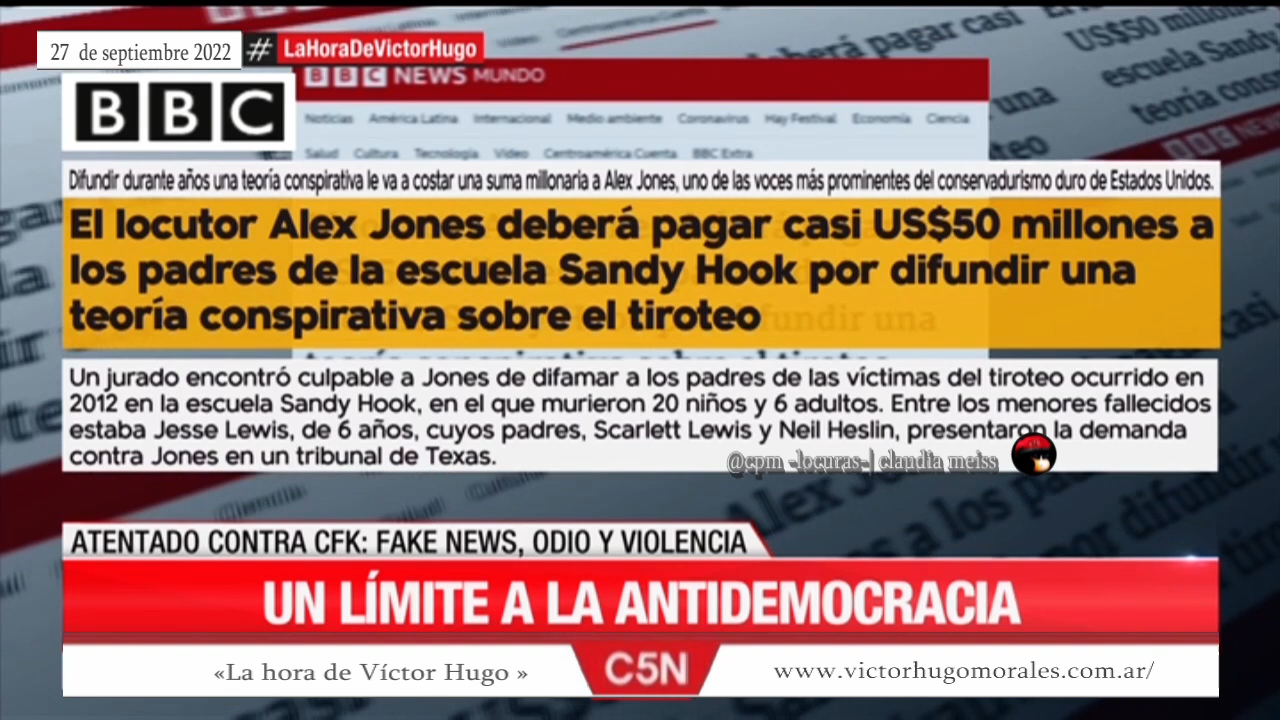 27 de septiembre 2022 # LaHoraDeVictorHugo
BBC NEWS MUNDO
BBC
Noticias América Latina Internacional Medio ambiente Coronavirus Hay Festival Economía Ciencia
Salud Cultura Tecnología Video Centroamérica Cuenta BBC Extra
Difundir durante años una teoría conspirativa le va a costar una suma millonaria a Alex Jones, uno de las voces más prominentes del conservadurismo duro de Estados Unidos.
El locutor Alex Jones deberá pagar casi US$50 millones a
los padres de la escuela Sandy Hook por difundir una
teoría conspirativa sobre el tiroteo
Un jurado encontró culpable a Jones de difamar a los padres de las víctimas del tiroteo ocurrido en
2012 en la escuela Sandy Hook, en el que murieron 20 niños y 6 adultos. Entre los menores fallecidos
estaba Jesse Lewis, de 6 años, cuyos padres, Scarlett Lewis y Neil Heslin, presentaron la demanda
contra Jones en un tribunal de Texas.
@cpm -locuras-| claudia meiss
ATENTADO CONTRA CFK: FAKE NEWS, ODIO Y VIOLENCIA
UN LÍMITE A LA ANTIDEMOCRACIA
«La hora de Víctor Hugo » C5N www.victorhugomorales.com.ar/